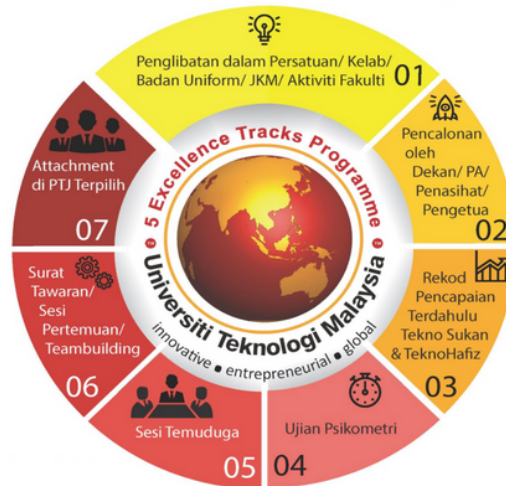 Penglibatan dalam Persatuan/ Kelab/
Badan Uniform/ JKM/ Aktiviti Fakulti
01
Pencalonan
oleh
Dekan/ PA/
Penasihat/
Pengetua
02
Rekod
Pencapaian
Terdahulu
Tekno Sukan
& TeknoHafiz
03
Ujian Psikometri
04
Sesi Temuduga
05
Surat
Tawaran/
Sesi
Pertemuan/
Teambuilding
06
Attachment
di PTJ Terpilih
07
5 Excellence Tracks Programme
Universiti Teknologi Malaysia
innovative ● entrepreneurial ● global